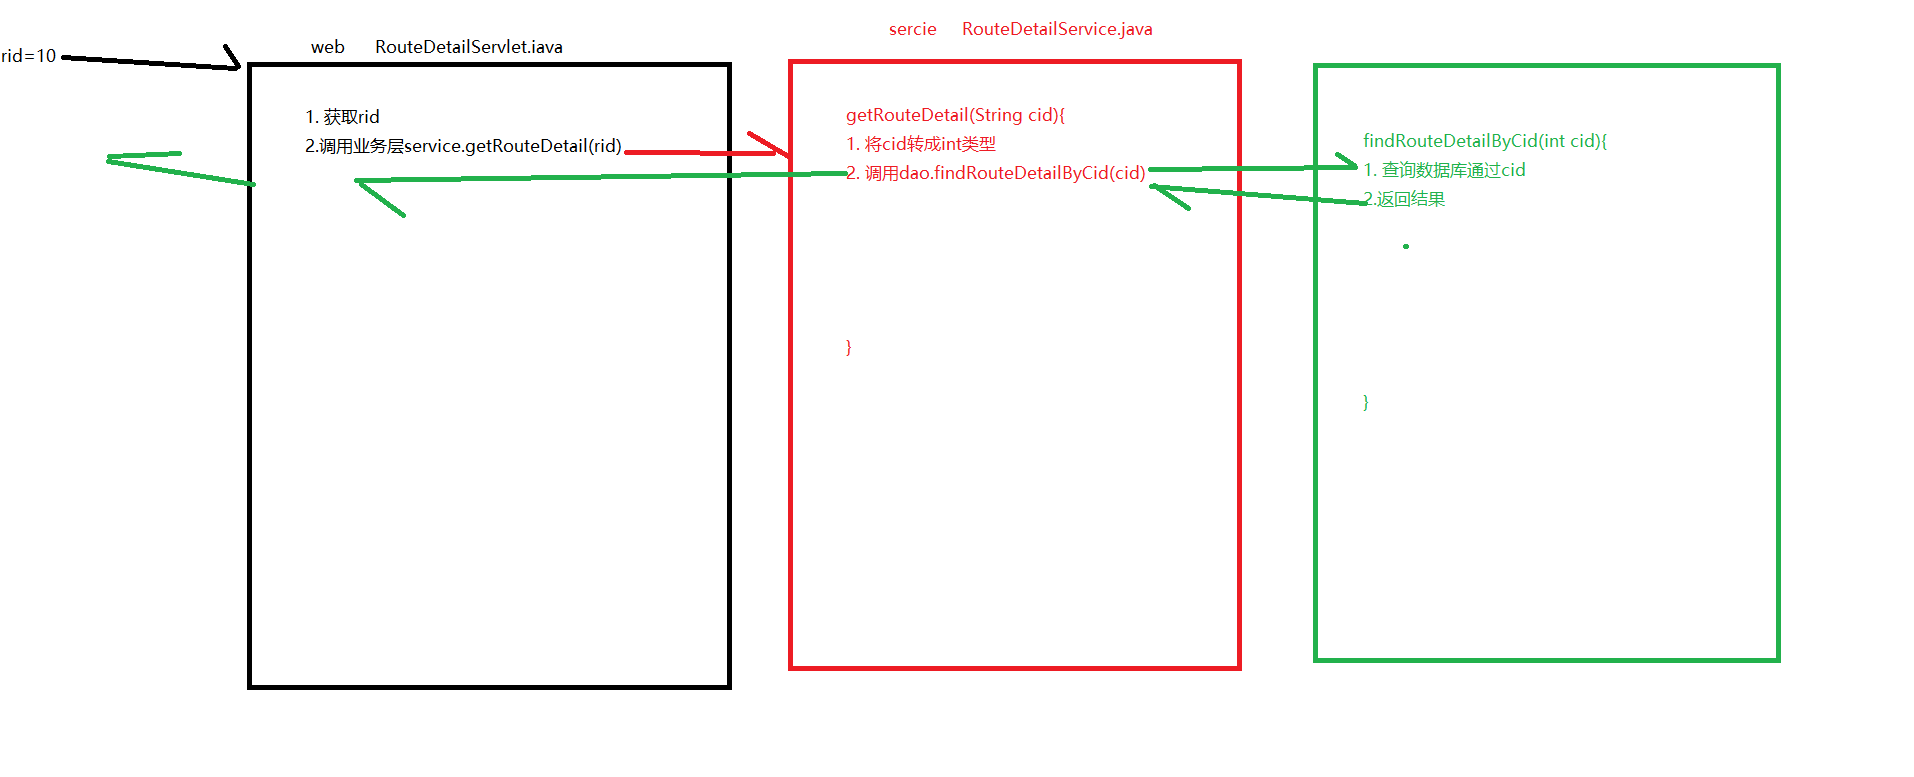 rid=10
web RouteDetailServlet.iava
1. 获取rid
2.调用业务层service.getRouteDetail(rid)
sercie RouteDetailService.java
getRouteDetail(String cid){
1. 将cid转成int类型
2. 调用dao.findRouteDetailByCid(cid)
}
findRouteDetailByCid(int cid){
1. 查询数据库通过cid
2.返回结果
}